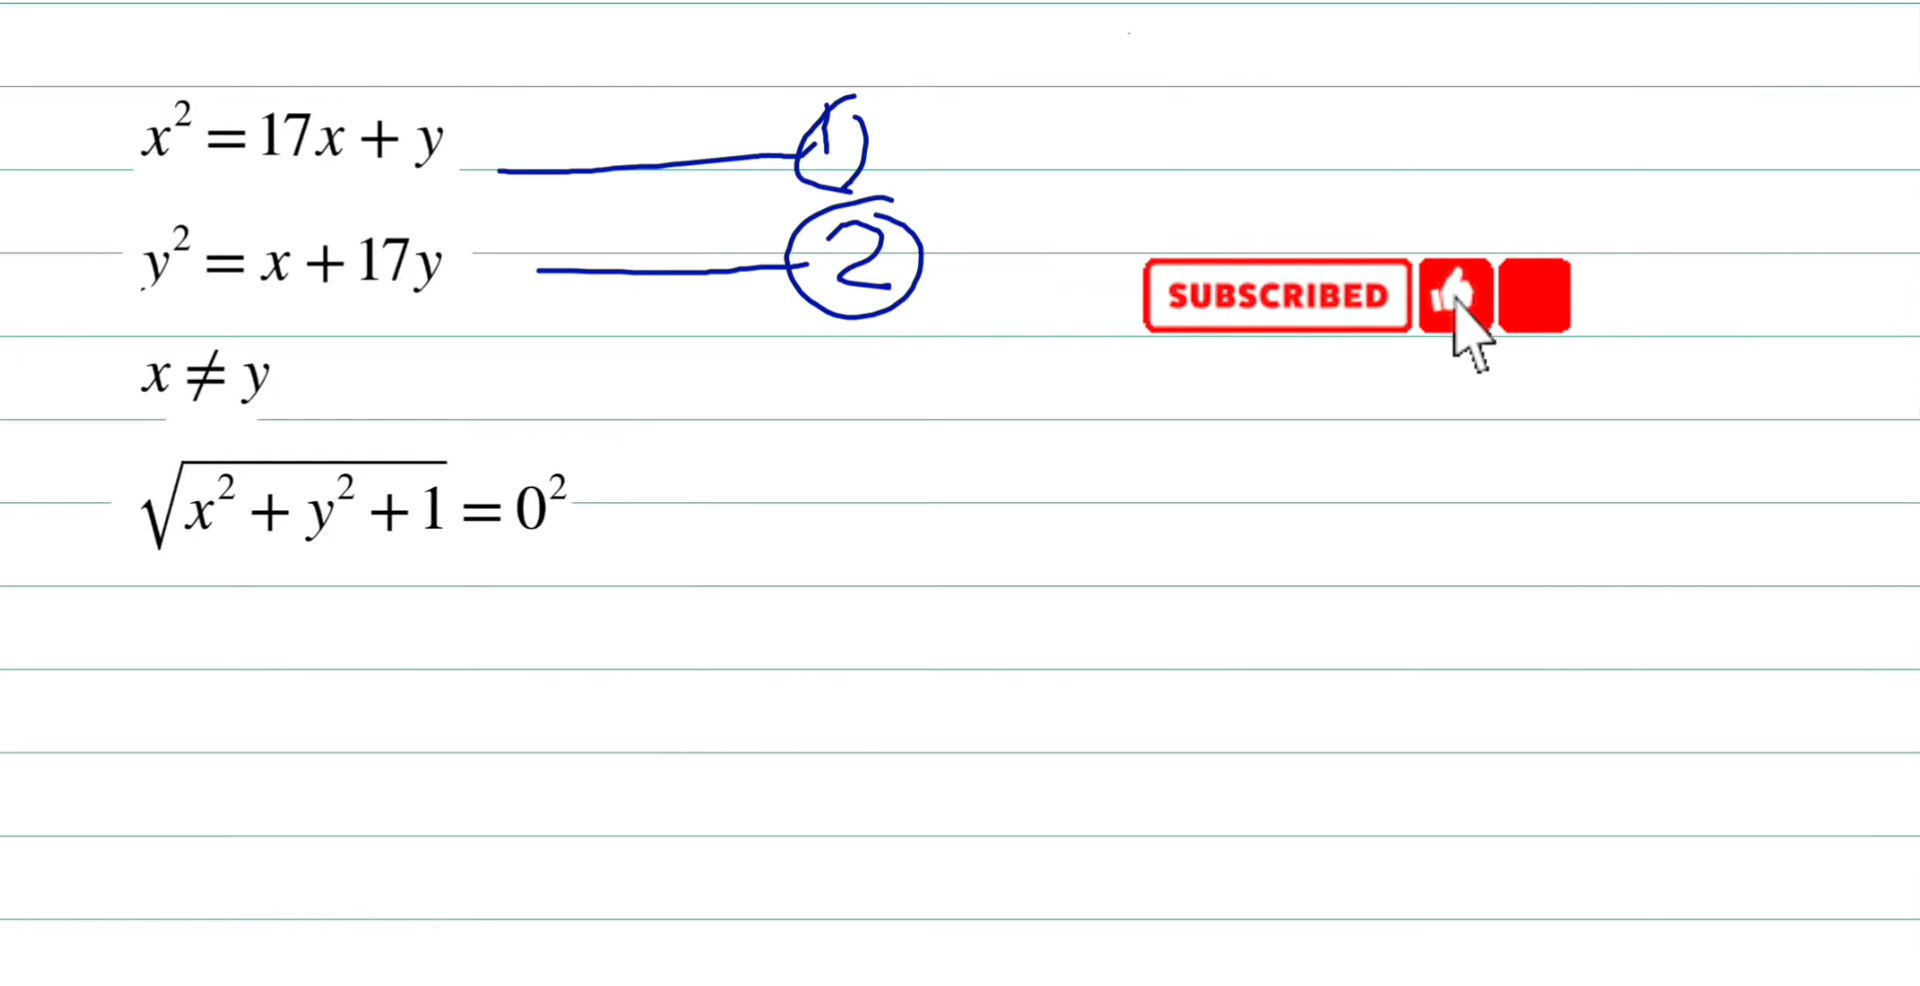 x² = 17x + y ①
y² = x + 17y ②
SUBSCRIBED
x ≠ y
√(x² + y² + 1) = 0²